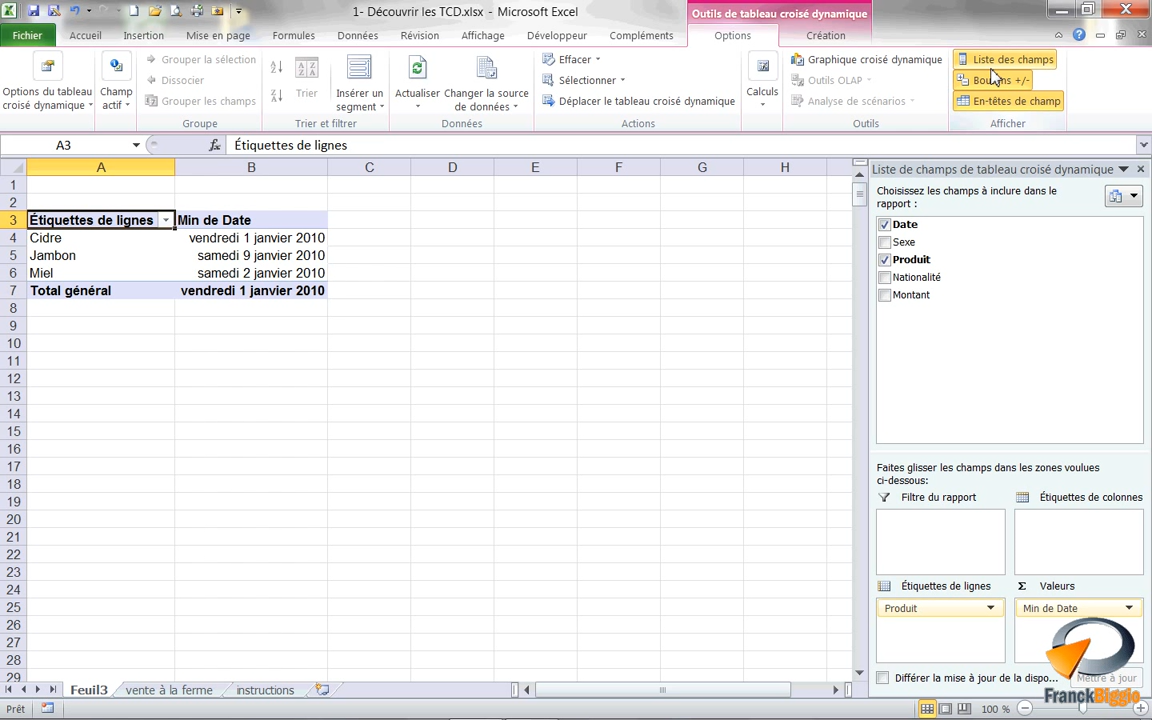 1- Découvrir les TCD.xlsx - Microsoft Excel
Outils de tableau croisé dynamique
Fichier Accueil Insertion Mise en page Formules Données Révision Affichage Développeur Compléments Options Création
Options du tableau croisé dynamique
Champ actif
Grouper la sélection
Dissocier
Grouper les champs
Groupe
Trier
Insérer un segment
Trier et filtrer
Actualiser
Changer la source de données
Données
Effacer
Sélectionner
Déplacer le tableau croisé dynamique
Actions
Calculs
Graphique croisé dynamique
Outils OLAP
Analyse de scénarios
Outils
Liste des champs
+/-
En-têtes de champ
Afficher
A3 fx Étiquettes de lignes
A B C D E F G H
1
2
3 Étiquettes de lignes Min de Date
4 Cidre vendredi 1 janvier 2010
5 Jambon samedi 9 janvier 2010
6 Miel samedi 2 janvier 2010
7 Total général vendredi 1 janvier 2010
8
9
10
11
12
13
14
15
16
17
18
19
20
21
22
23
24
25
26
27
28
29
Liste de champs de tableau croisé dynamique
Choisissez les champs à inclure dans le
rapport :
Date
Sexe
Produit
Nationalité
Montant
Faites glisser les champs dans les zones voulues
ci-dessous:
Filtre du rapport Étiquettes de colonnes
Étiquettes de lignes Σ Valeurs
Produit Min de Date
Différer la mise à jour de la dispo... Mettre à jour
FranckBiggio
Feuil3 vente à la ferme instructions
Prêt 100 %